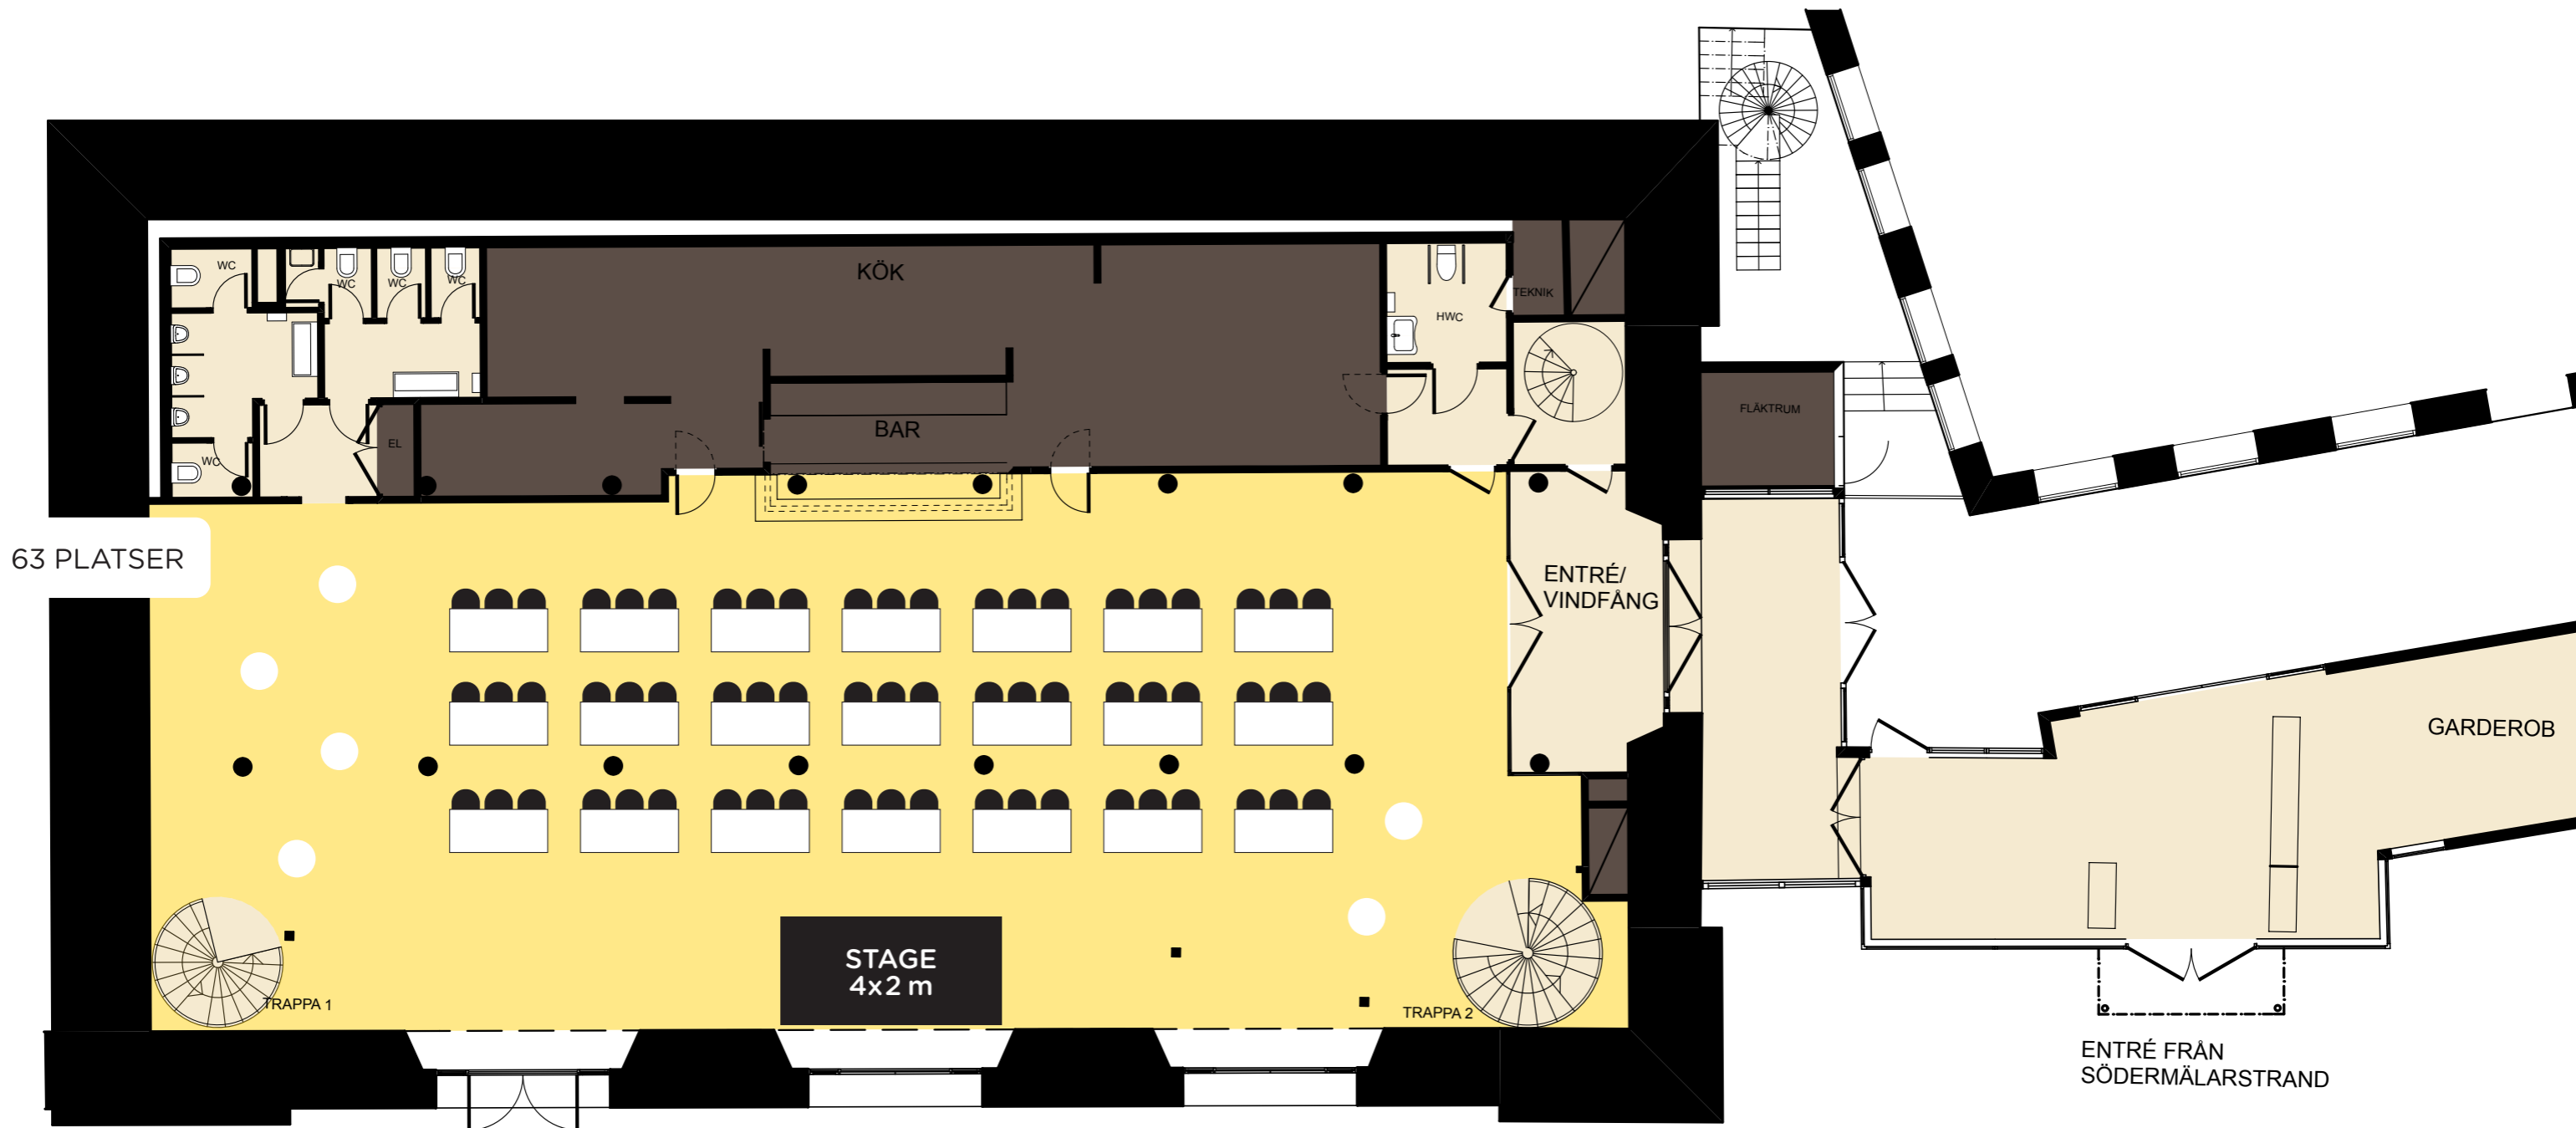 WC
WC
WC
WC
KÖK
TEKNIK
HWC
FLÄKTRUM
BAR
EL
WC
63 PLATSER
ENTRÉ/
VINDFÅNG
GARDEROB
STAGE
4x2 m
TRAPPA 1
TRAPPA 2
ENTRÉ FRÅN
SÖDERMÄLARSTRAND